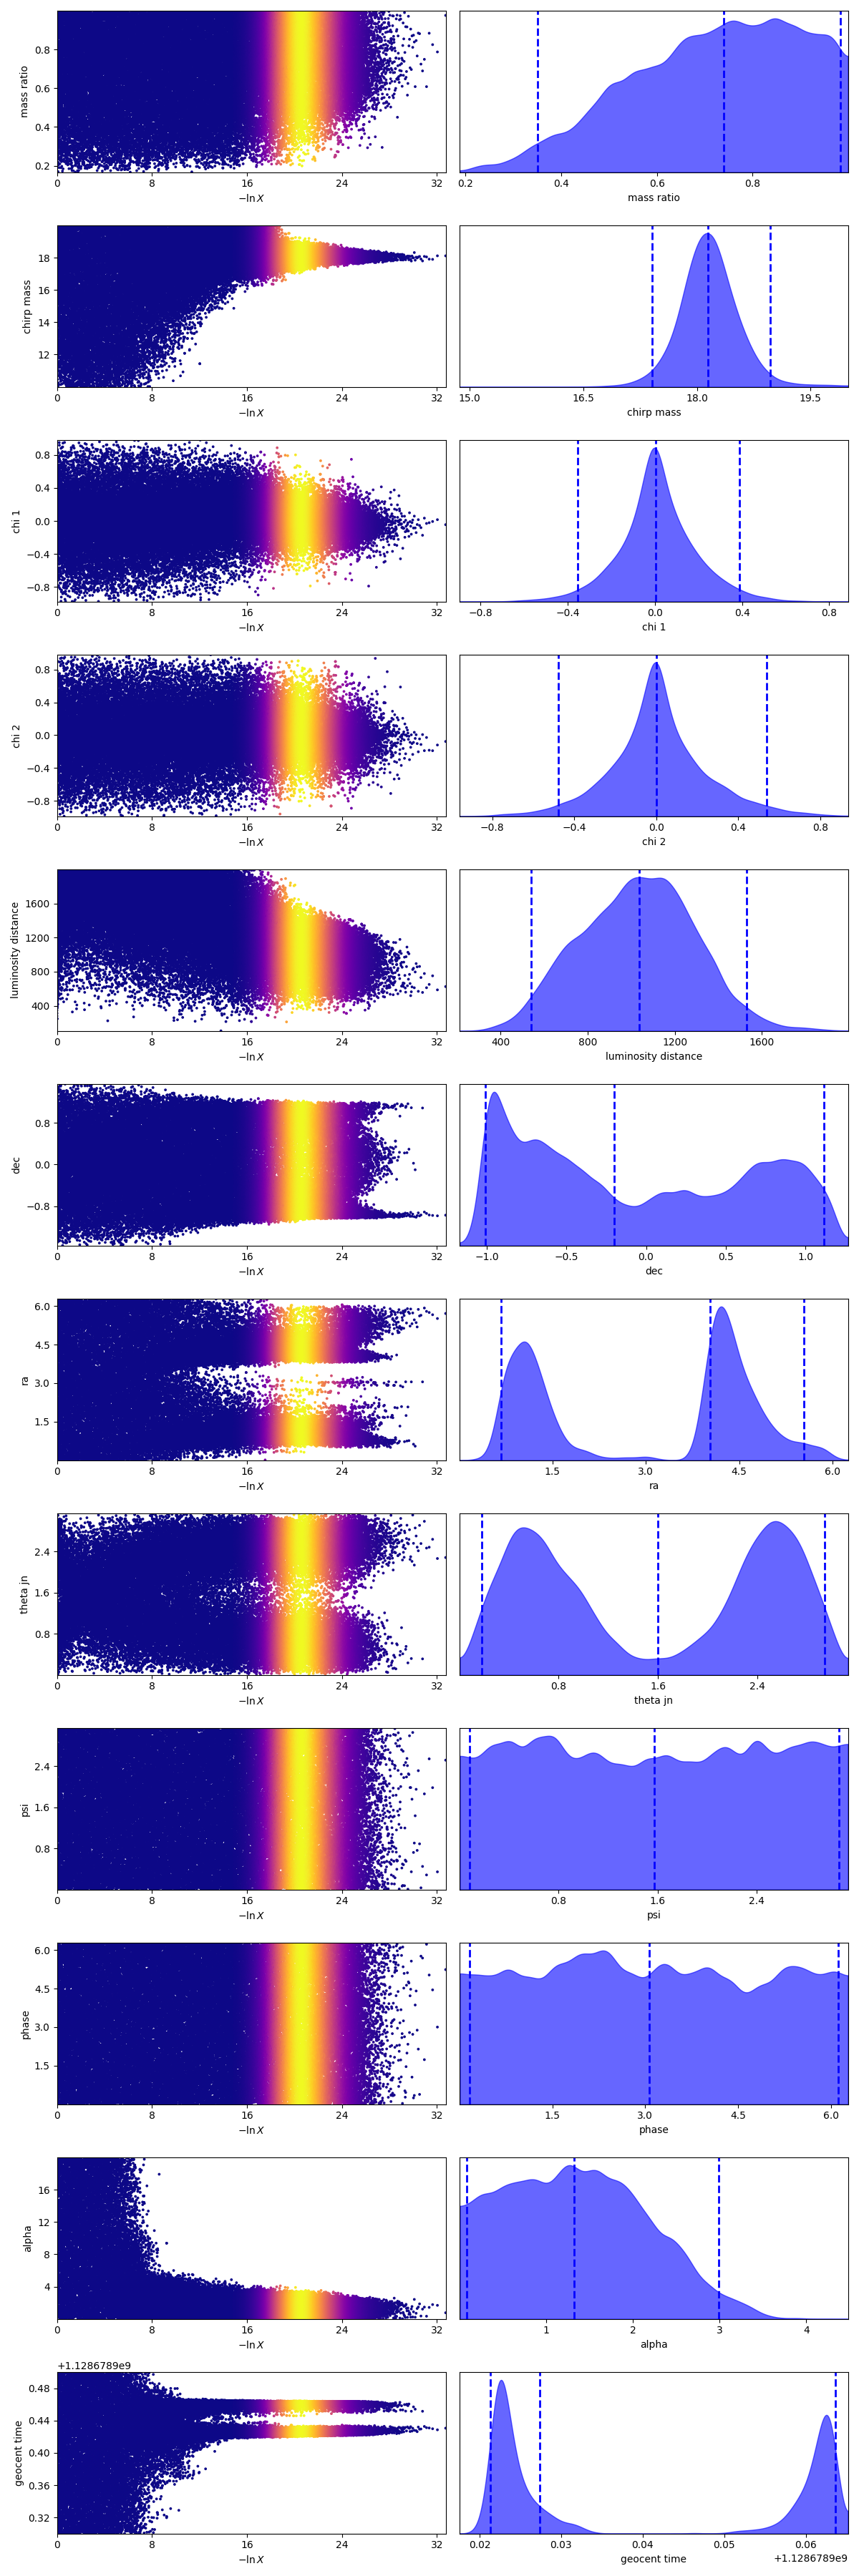 0.8
0.6
0.4
0.2
mass ratio
0 8 16 24 32
−ln X
0.2 0.4 0.6 0.8
mass ratio
18
16
14
12
chirp mass
0 8 16 24 32
−ln X
15.0 16.5 18.0 19.5
chirp mass
0.8
0.4
0.0
−0.4
−0.8
chi 1
0 8 16 24 32
−ln X
−0.8 −0.4 0.0 0.4 0.8
chi 1
0.8
0.4
0.0
−0.4
−0.8
chi 2
0 8 16 24 32
−ln X
−0.8 −0.4 0.0 0.4 0.8
chi 2
1600
1200
800
400
luminosity distance
0 8 16 24 32
−ln X
400 800 1200 1600
luminosity distance
0.8
0.0
−0.8
dec
0 8 16 24 32
−ln X
−1.0 −0.5 0.0 0.5 1.0
dec
6.0
4.5
3.0
1.5
ra
0 8 16 24 32
−ln X
1.5 3.0 4.5 6.0
ra
2.4
1.6
0.8
theta jn
0 8 16 24 32
−ln X
0.8 1.6 2.4
theta jn
2.4
1.6
0.8
psi
0 8 16 24 32
−ln X
0.8 1.6 2.4
psi
6.0
4.5
3.0
1.5
phase
0 8 16 24 32
−ln X
1.5 3.0 4.5 6.0
phase
16
12
8
4
alpha
0 8 16 24 32
−ln X
1 2 3 4
alpha
+1.1286789e9
0.48
0.44
0.40
0.36
0.32
geocent time
0 8 16 24 32
−ln X
0.02 0.03 0.04 0.05 0.06
geocent time
+1.1286789e9